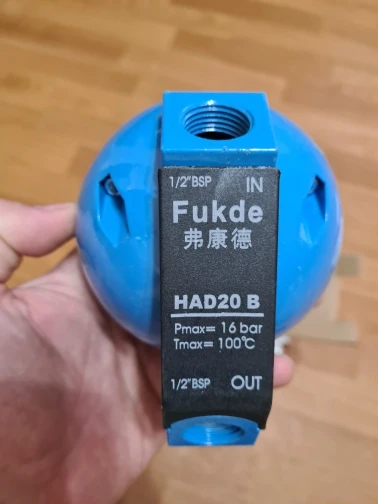 1/2"BSP IN
Fukde
弗康德
HAD20 B
Pmax= 16 bar
Tmax= 100℃
1/2"BSP OUT